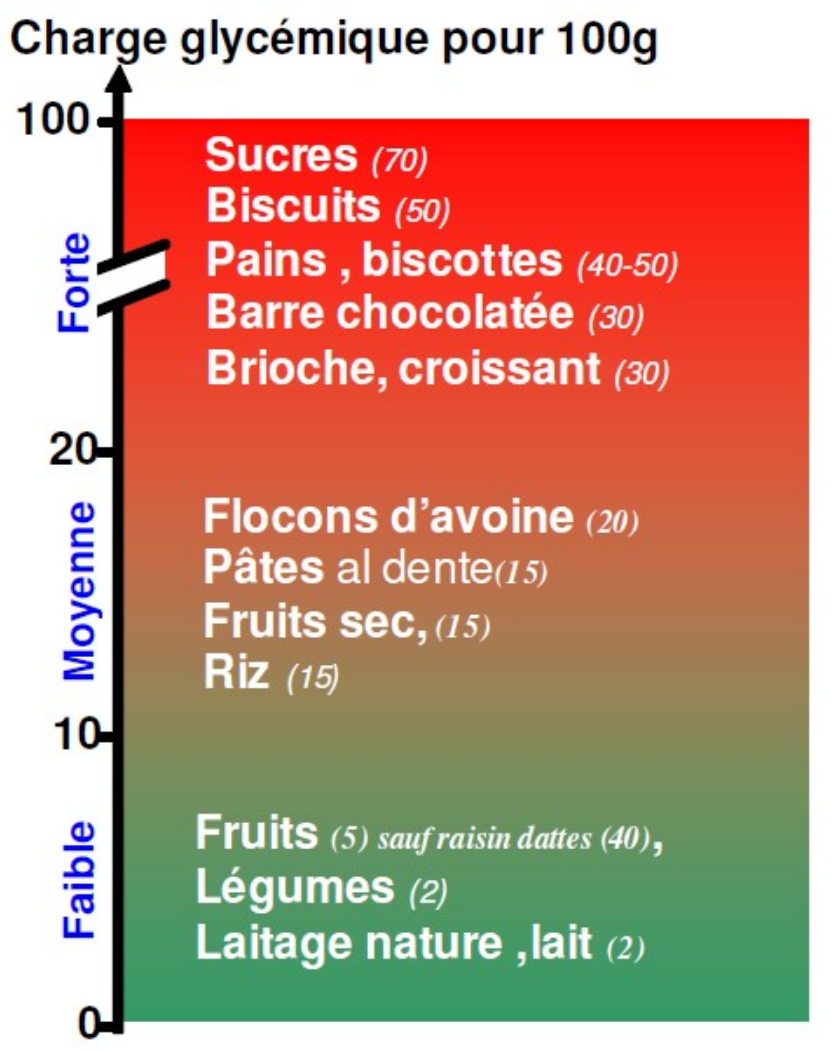 Charge glycémique pour 100g
100
Sucres (70)
Biscuits (50)
Forte
Pains , biscottes (40-50)
Barre chocolatée (30)
Brioche, croissant (30)
20
Moyenne
Flocons d’avoine (20)
Pâtes al dente(15)
Fruits sec, (15)
Riz (15)
10
Faible
Fruits (5) sauf raisin dattes (40),
Légumes (2)
Laitage nature ,lait (2)
0